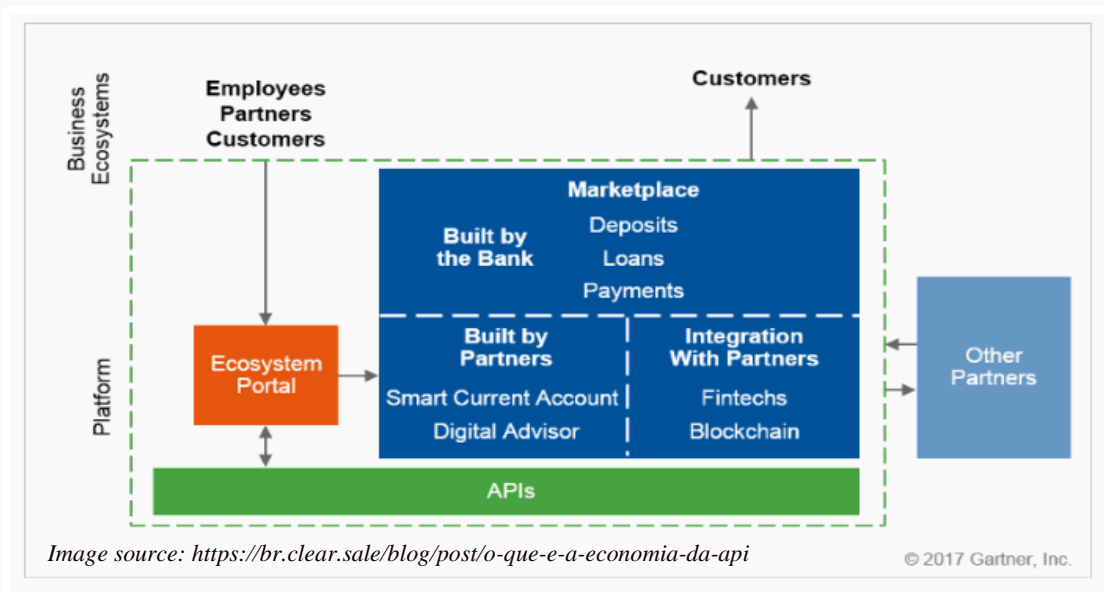 Business
Ecosystems
Employees
Partners
Customers
Customers
Marketplace
Built by
the Bank
Deposits
Loans
Payments
Platform
Ecosystem
Portal
Built by
Partners
Smart Current Account
Digital Advisor
Integration
With Partners
Fintechs
Blockchain
Other
Partners
APIs
Image source: https://br.clear.sale/blog/post/o-que-e-a-economia-da-api
© 2017 Gartner, Inc.